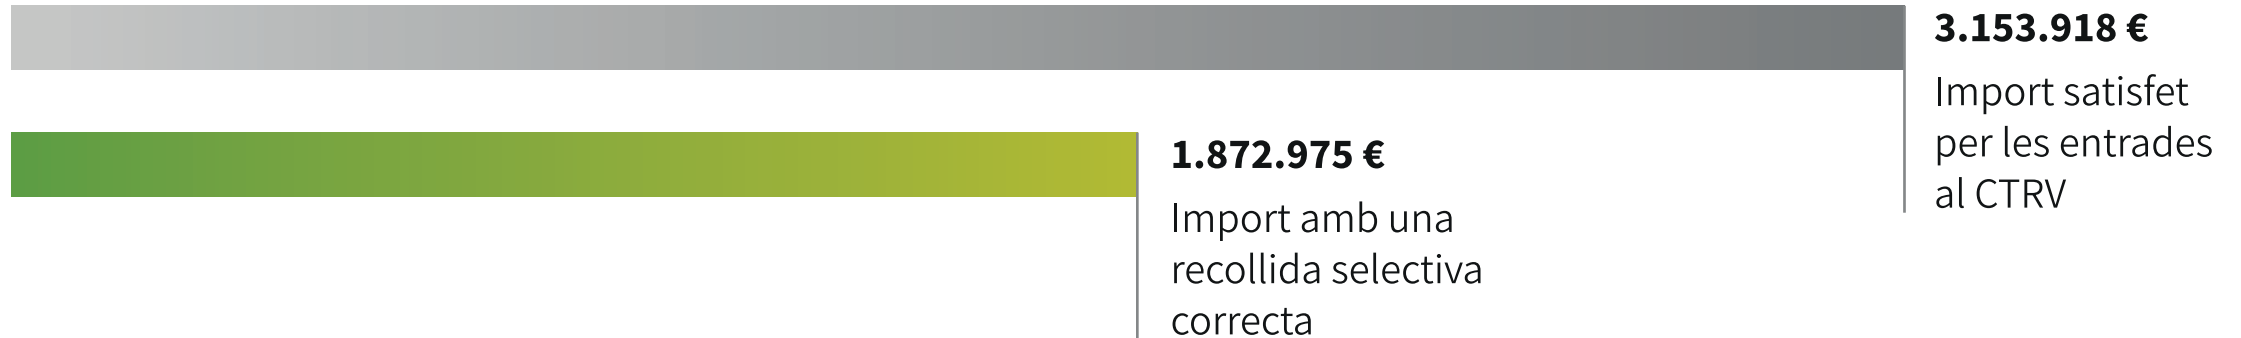 3.153.918 €
Import satisfet
per les entrades
al CTRV
1.872.975 €
Import amb una
recollida selectiva
correcta